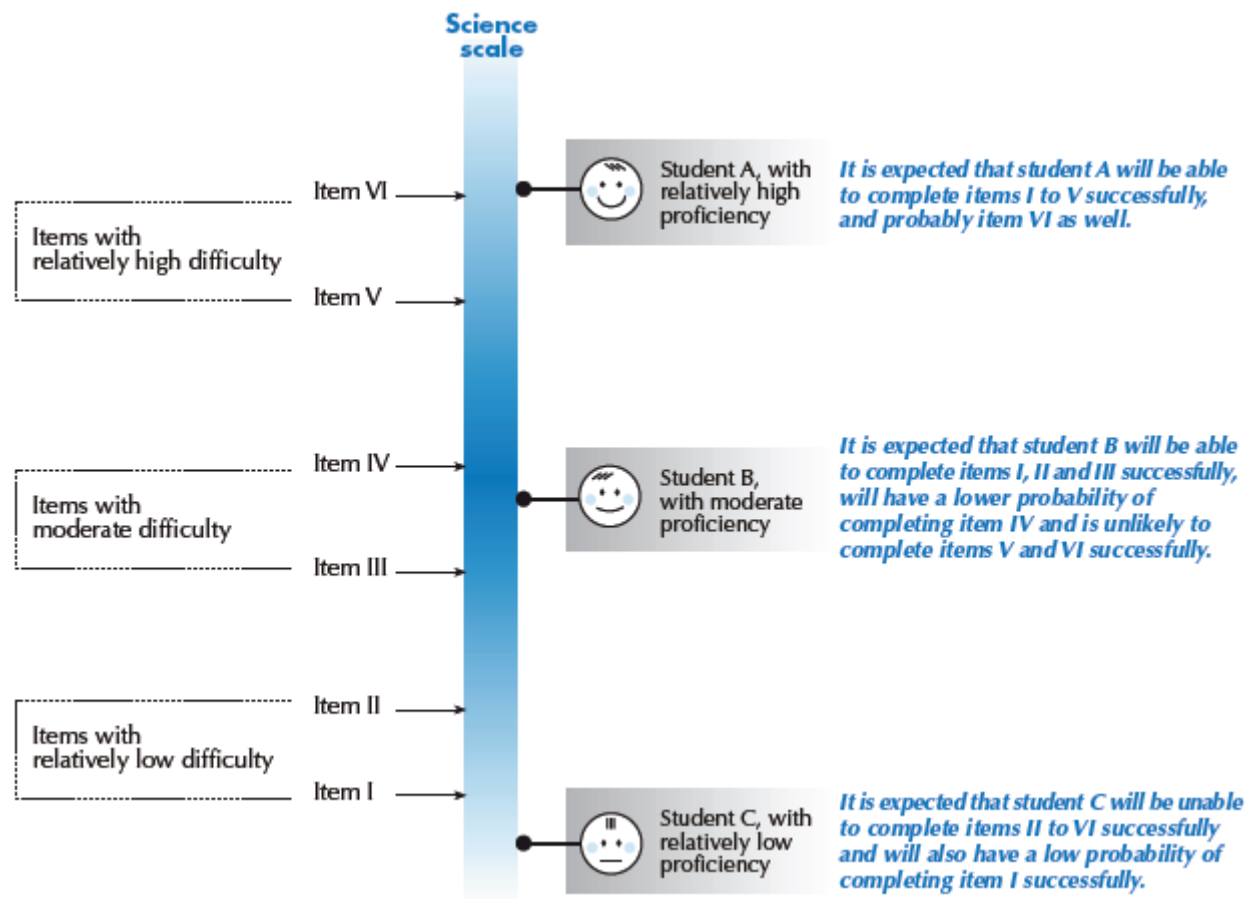 Science
scale
Item VI
Student A, with
relatively high
proficiency
It is expected that student A will be able
to complete items I to V successfully,
and probably item VI as well.
Items with
relatively high difficulty
Item V
Item IV
Student B,
with moderate
proficiency
It is expected that student B will be able
to complete items I, II and III successfully,
will have a lower probability of
completing item IV and is unlikely to
complete items V and VI successfully.
Items with
moderate difficulty
Item III
Item II
Items with
relatively low difficulty
Item I
Student C, with
relatively low
proficiency
It is expected that student C will be unable
to complete items II to VI successfully
and will also have a low probability of
completing item I successfully.